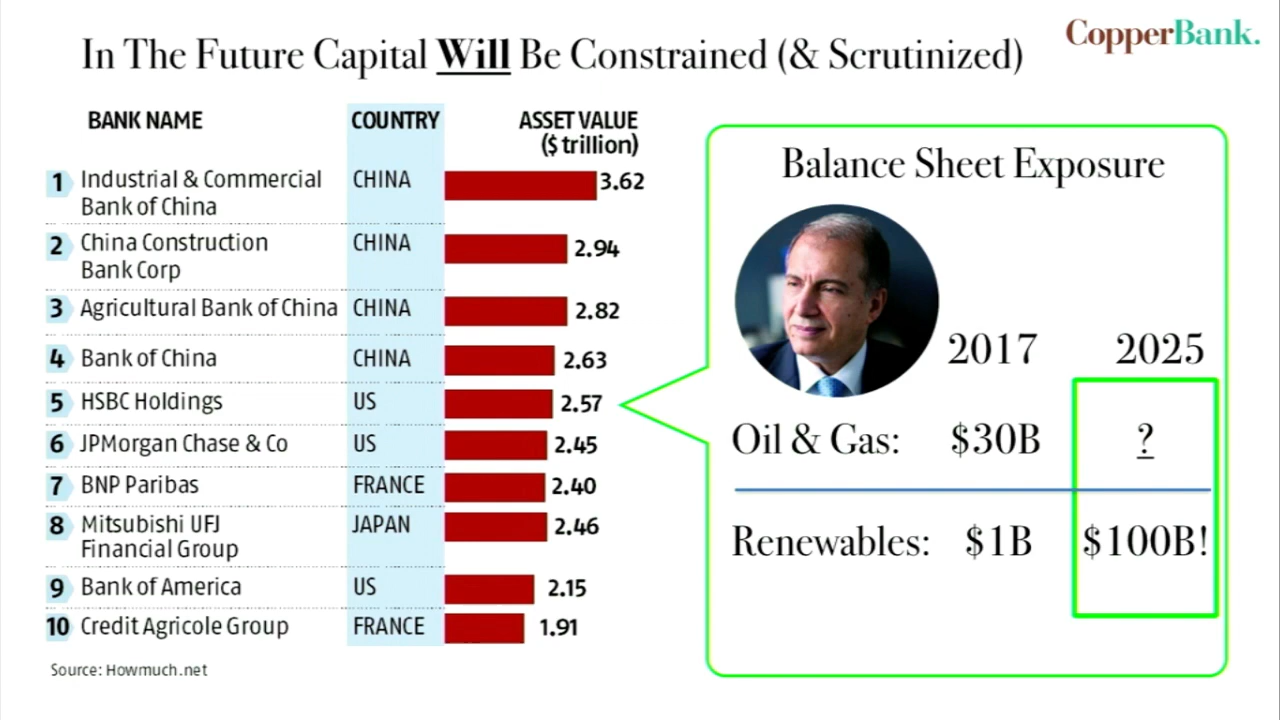 In The Future Capital Will Be Constrained (& Scrutinized)
CopperBank.
BANK NAME COUNTRY ASSET VALUE
($ trillion)
1 Industrial & Commercial CHINA 3.62
Bank of China
2 China Construction CHINA 2.94
Bank Corp
3 Agricultural Bank of China CHINA 2.82
4 Bank of China CHINA 2.63
5 HSBC Holdings US 2.57
6 JPMorgan Chase & Co US 2.45
7 BNP Paribas FRANCE 2.40
8 Mitsubishi UFJ JAPAN 2.46
Financial Group
9 Bank of America US 2.15
10 Credit Agricole Group FRANCE 1.91
Source: Howmuch.net
Balance Sheet Exposure
2017 2025
Oil & Gas: $30B ?
Renewables: $1B $100B!